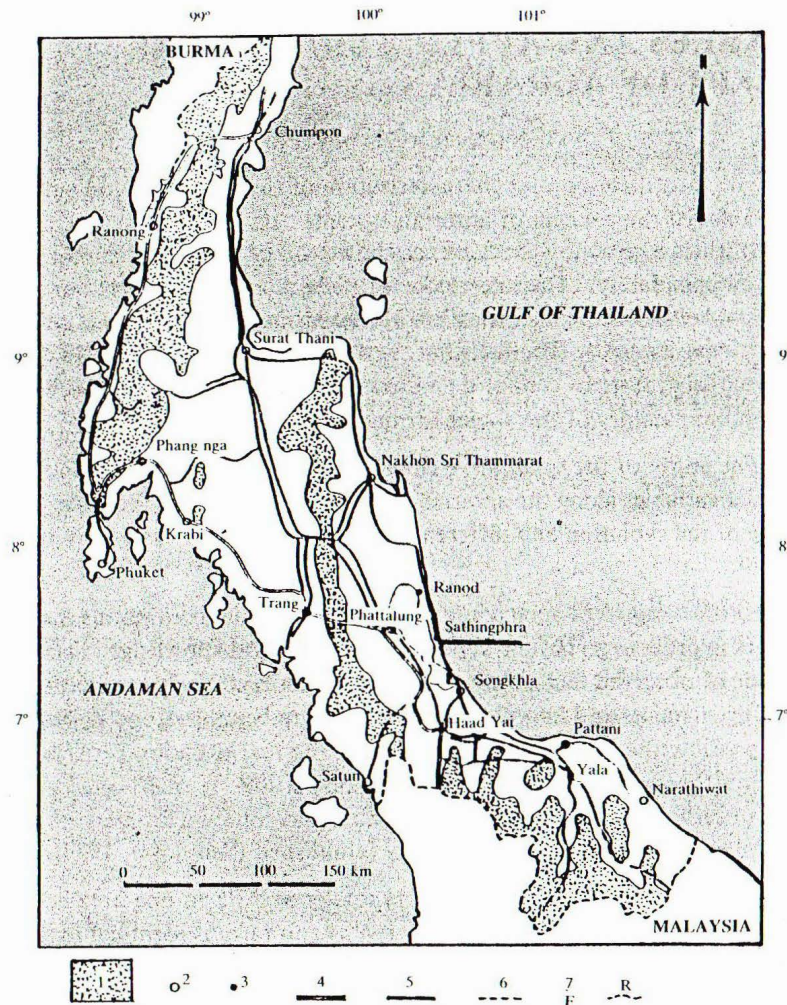 99° 100° 101°
BURMA
N
Chumpon
Ranong
GULF OF THAILAND
Surat Thani
9° 9
Phang nga
Nakhon Sri Thammarat
8° 8
Krabi
Phuket
Ranod
Trang
Phattalung
Sathingphra
ANDAMAN SEA
Songkhla
7° 7°
Haad Yai
Pattani
Yala
Satun
Narathiwat
0 50 100 150 km
MALAYSIA
1 2 3 4 5 6 7 R
F